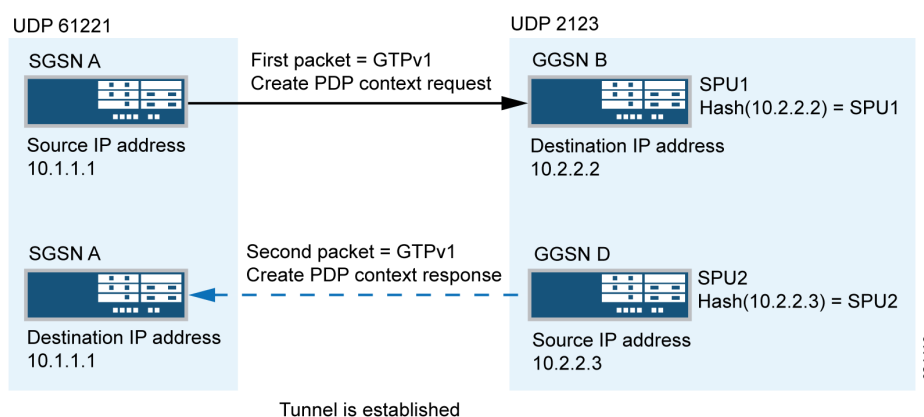 UDP 61221
UDP 2123
SGSN A
First packet = GTPv1
Create PDP context request
GGSN B
SPU1
Hash(10.2.2.2) = SPU1
Source IP address
10.1.1.1
Destination IP address
10.2.2.2
SGSN A
Second packet = GTPv1
Create PDP context response
GGSN D
SPU2
Hash(10.2.2.3) = SPU2
Destination IP address
10.1.1.1
Source IP address
10.2.2.3
Tunnel is established